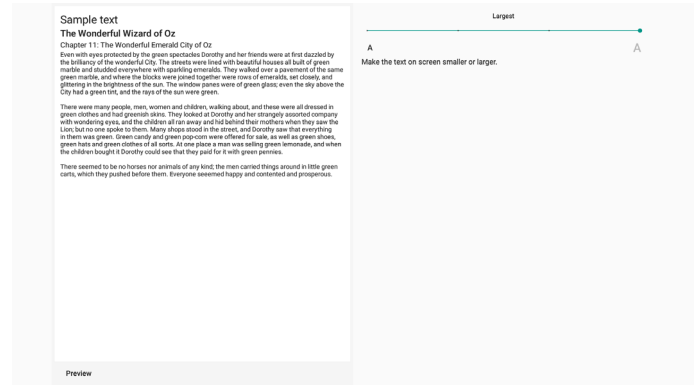 Sample text
The Wonderful Wizard of Oz
Chapter 11: The Wonderful Emerald City of Oz
Even with eyes protected by the green spectacles Dorothy and her friends were at first dazzled by
the brilliancy of the wonderful City. The streets were lined with beautiful houses all built of green
marble and studded everywhere with sparkling emeralds. They walked over a pavement of the same
green marble, and where the blocks were joined together were rows of emeralds, set closely, and
glittering in the brightness of the sun. The window panes were of green glass; even the sky above the
City had a green tint, and the rays of the sun were green.
There were many people, men, women and children, walking about, and these were all dressed in
green clothes and had greenish skins. They looked at Dorothy and her strangely assorted company
with wondering eyes, and the children all ran away and hid behind their mothers when they saw the
Lion; but no one spoke to them. Many shops stood in the street, and Dorothy saw that everything
in them was green. Green candy and green pop-corn were offered for sale, as well as green shoes,
green hats and green clothes of all sorts. At one place a man was selling green lemonade, and when
the children bought it Dorothy could see that they paid for it with green pennies.
There seemed to be no horses nor animals of any kind; the men carried things around in little green
carts, which they pushed before them. Everyone seeemed happy and contented and prosperous.
Preview
Largest
A A
Make the text on screen smaller or larger.